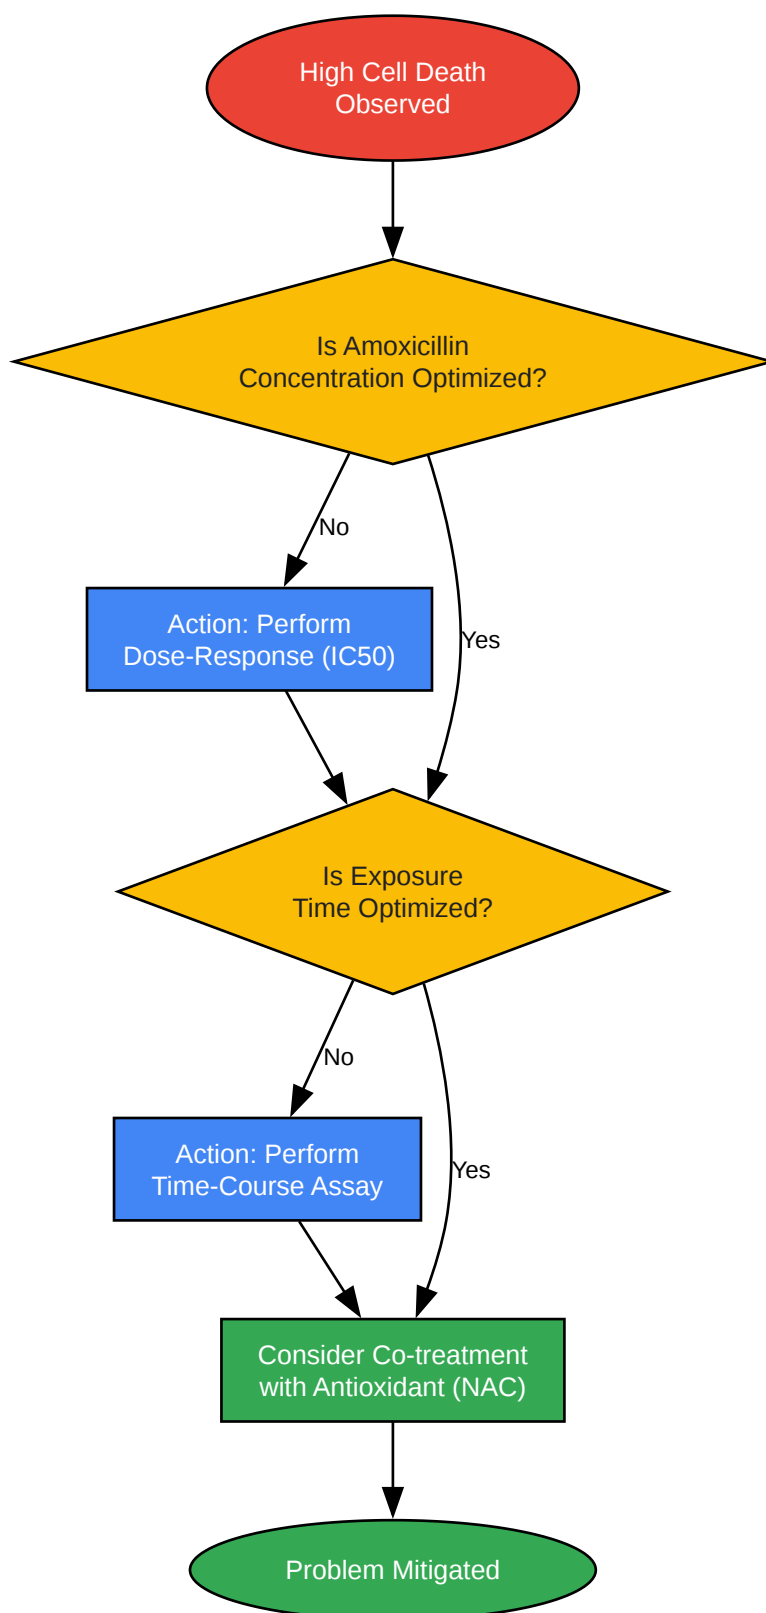 High Cell Death
Observed
Is Amoxicillin
Concentration Optimized?
No
Action: Perform
Dose-Response (IC50)
Yes
Is Exposure
Time Optimized?
No
Action: Perform
Time-Course Assay
Yes
Consider Co-treatment
with Antioxidant (NAC)
Problem Mitigated